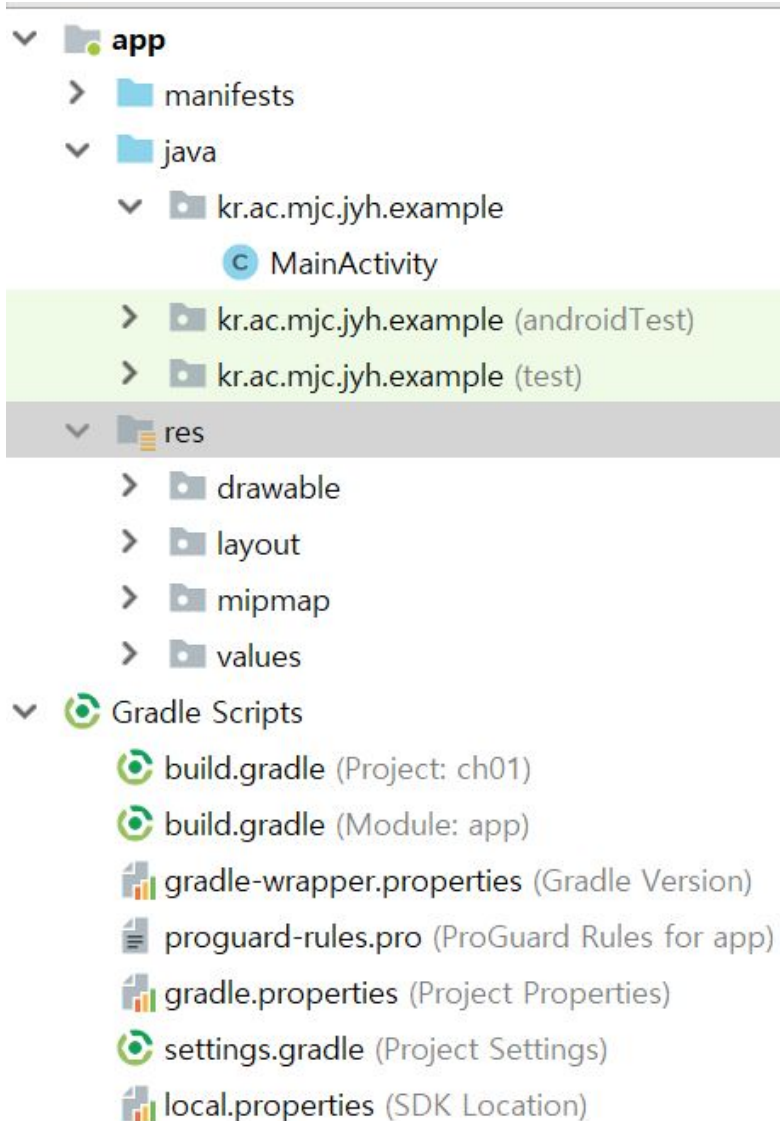 app
manifests
java
kr.ac.mjc.jyh.example
C MainActivity
kr.ac.mjc.jyh.example (androidTest)
kr.ac.mjc.jyh.example (test)
res
drawable
layout
mipmap
values
Gradle Scripts
build.gradle (Project: ch01)
build.gradle (Module: app)
gradle-wrapper.properties (Gradle Version)
proguard-rules.pro (ProGuard Rules for app)
gradle.properties (Project Properties)
settings.gradle (Project Settings)
local.properties (SDK Location)